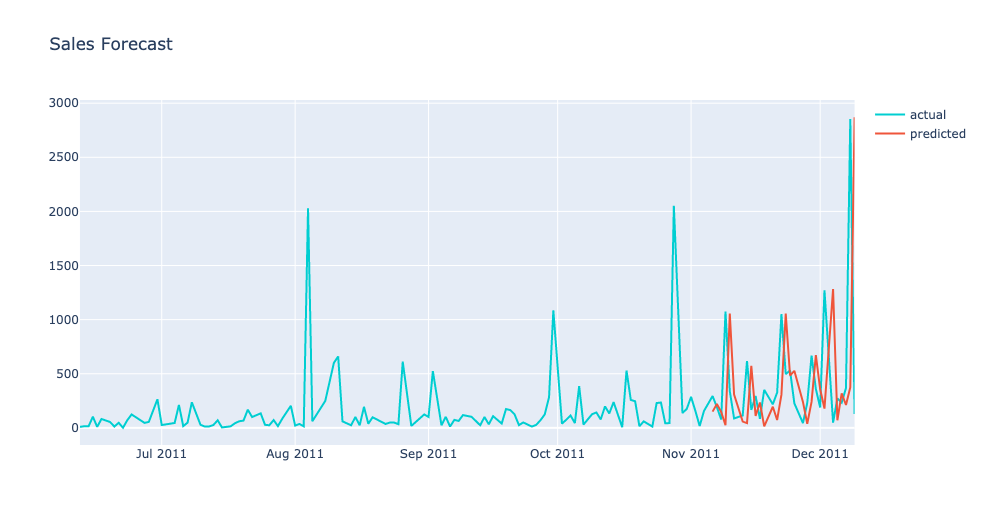 Sales Forecast
3000
2500
2000
1500
1000
500
0
Jul 2011
Aug 2011
Sep 2011
Oct 2011
Nov 2011
Dec 2011
actual
predicted